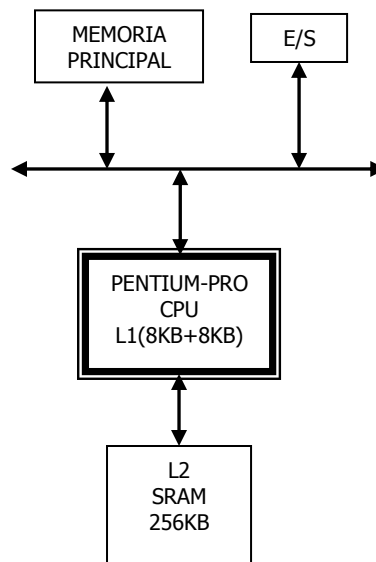 MEMORIA
PRINCIPAL
E/S
PENTIUM-PRO
CPU
L1(8KB+8KB)
L2
SRAM
256KB